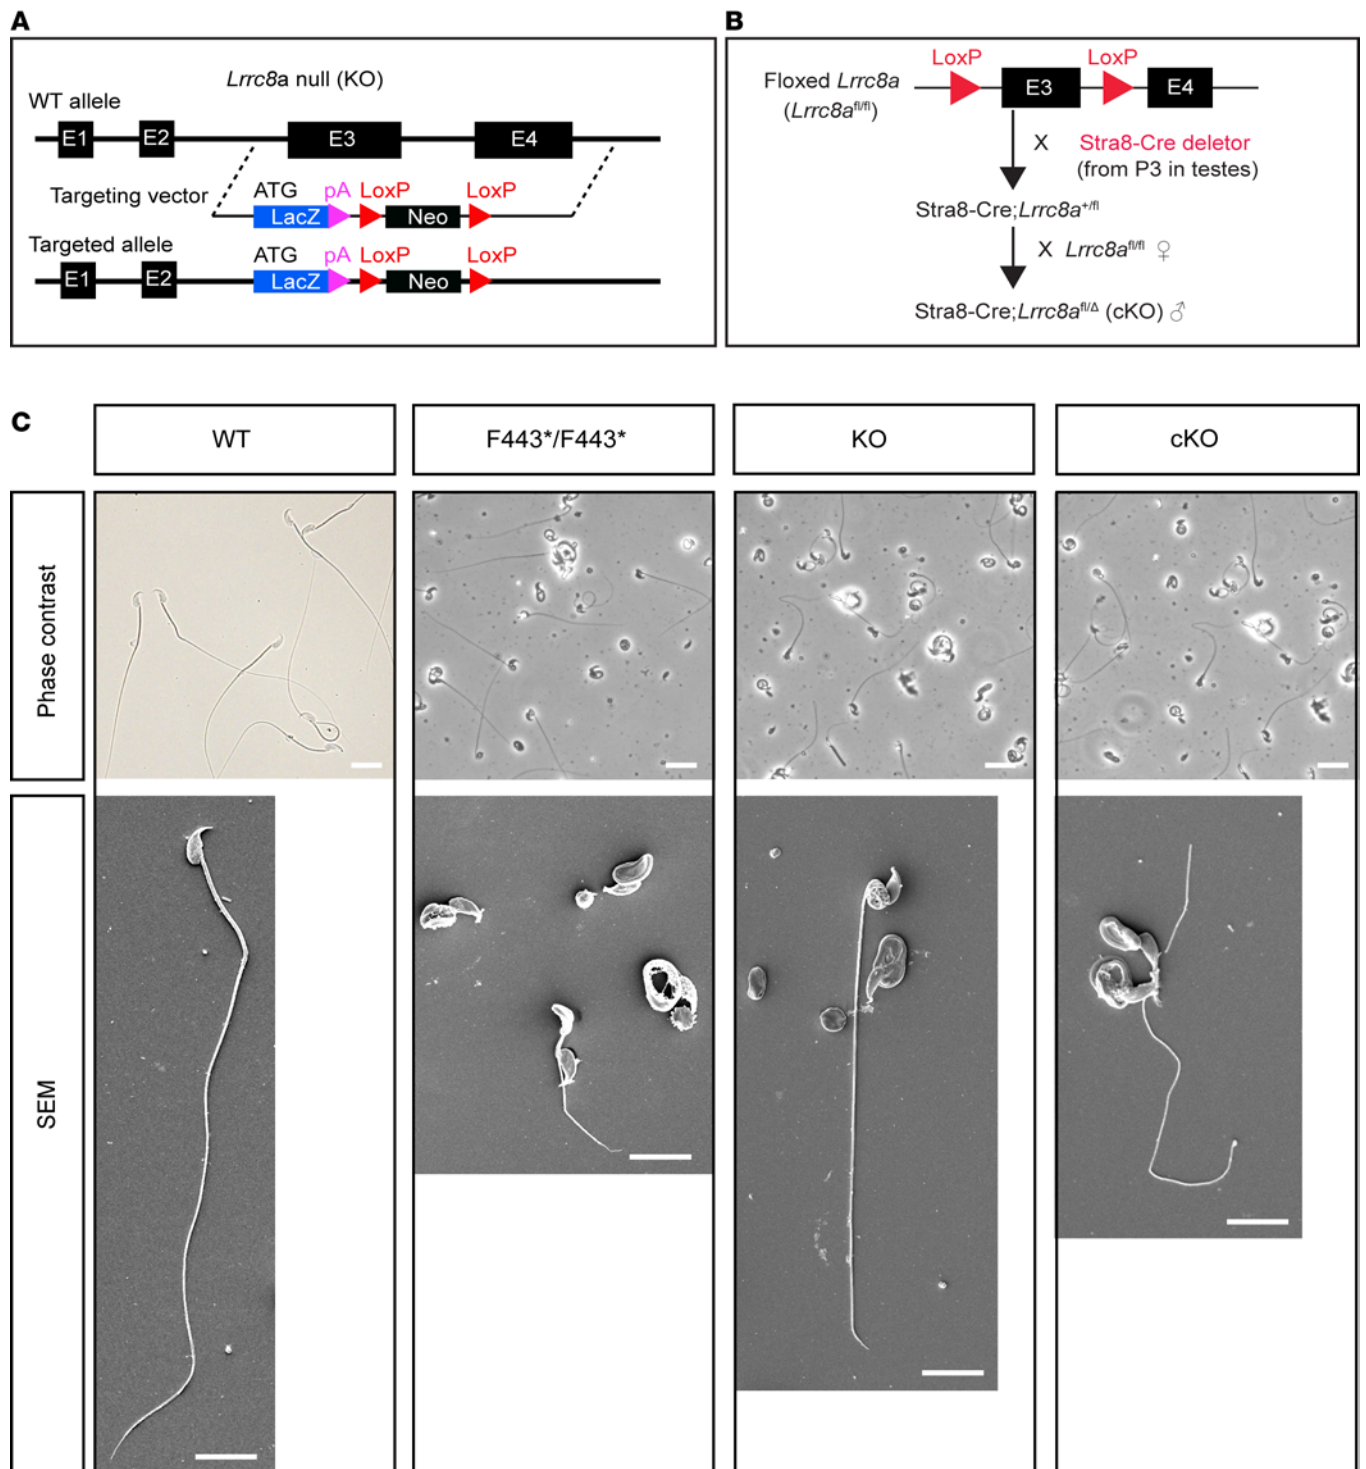 A
Lrrc8a null (KO)
WT allele
E1 E2 E3 E4
Targeting vector
ATG pA LoxP LoxP
LacZ Neo
Targeted allele
ATG pA LoxP LoxP
E1 E2 LacZ Neo
B
LoxP LoxP
Floxed Lrrc8a
(Lrrc8afl/fl)
E3 E4
X Stra8-Cre deletor
(from P3 in testes)
Stra8-Cre;Lrrc8a+/fl
X Lrrc8afl/fl ♀
Stra8-Cre;Lrrc8afl/Δ (cKO) ♂
C
WT F443*/F443* KO cKO
Phase contrast
SEM